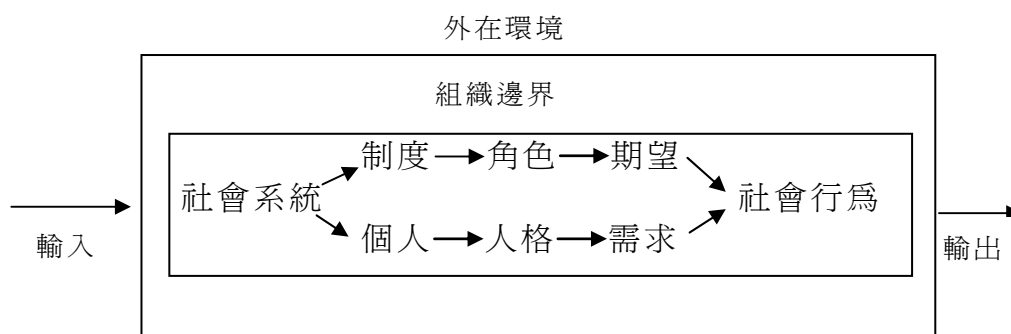 外在環境
組織邊界
制度 角色 期望
社會系統 社會行爲
個人 人格 需求
輸入 輸出